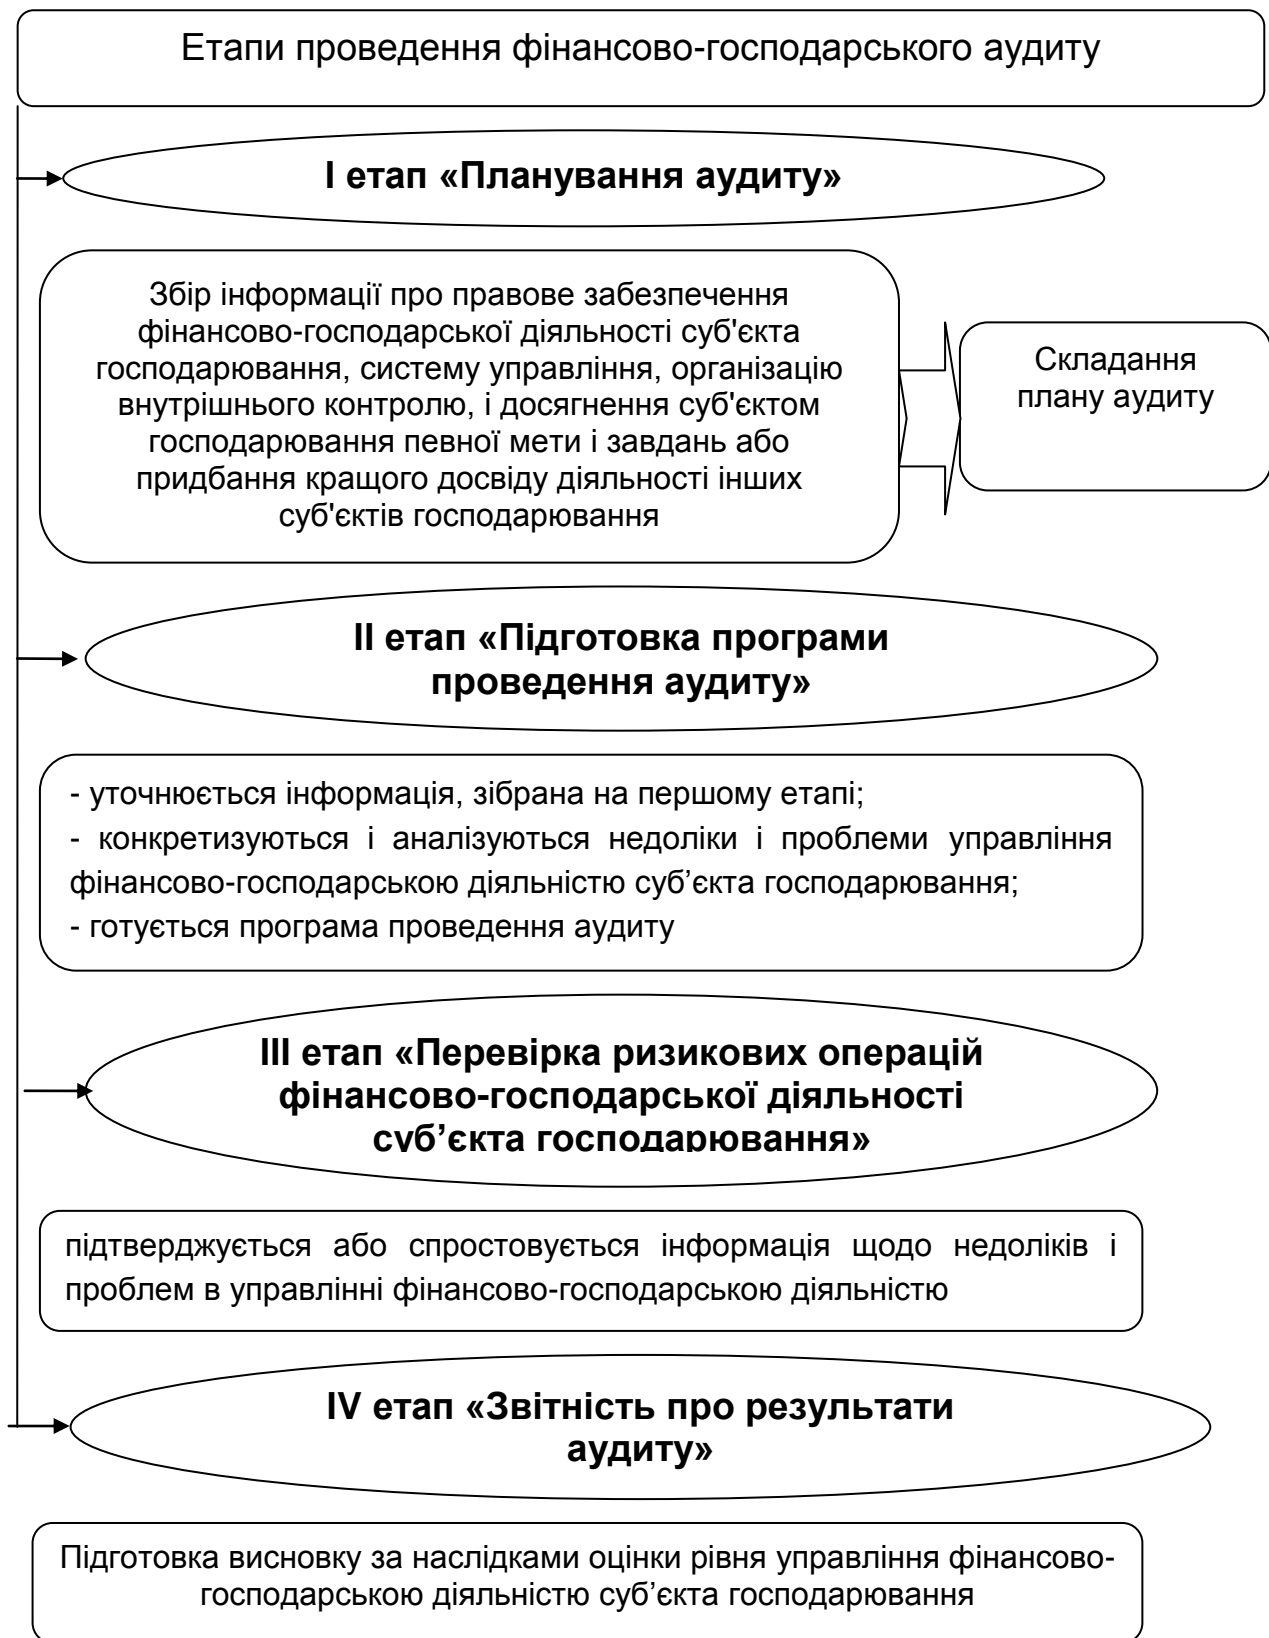 Етапи проведення фінансово-господарського аудиту
І етап «Планування аудиту»
Збір інформації про правове забезпечення
фінансово-господарської діяльності суб'єкта
господарювання, систему управління, організацію
внутрішнього контролю, і досягнення суб'єктом
господарювання певної мети і завдань або
придбання кращого досвіду діяльності інших
суб'єктів господарювання
Складання
плану аудиту
ІІ етап «Підготовка програми
проведення аудиту»
- уточнюється інформація, зібрана на першому етапі;
- конкретизуються і аналізуються недоліки і проблеми управління
фінансово-господарською діяльністю суб’єкта господарювання;
- готується програма проведення аудиту
ІІІ етап «Перевірка ризикових операцій
фінансово-господарської діяльності
суб’єкта господарювання»
підтверджується або спростовується інформація щодо недоліків і
проблем в управлінні фінансово-господарською діяльністю
IV етап «Звітність про результати
аудиту»
Підготовка висновку за наслідками оцінки рівня управління фінансово-
господарською діяльністю суб’єкта господарювання